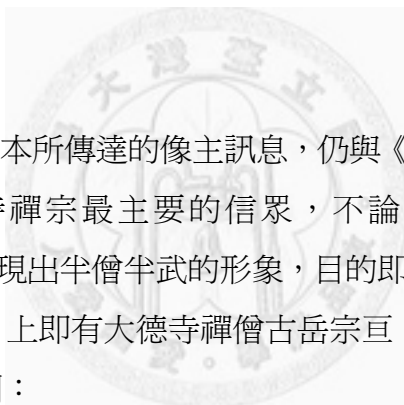 本所傳達的像主訊息，仍與《
寺禪宗最主要的信眾，不論
現出半僧半武的形象，目的即
上即有大德寺禪僧古岳宗亘
：